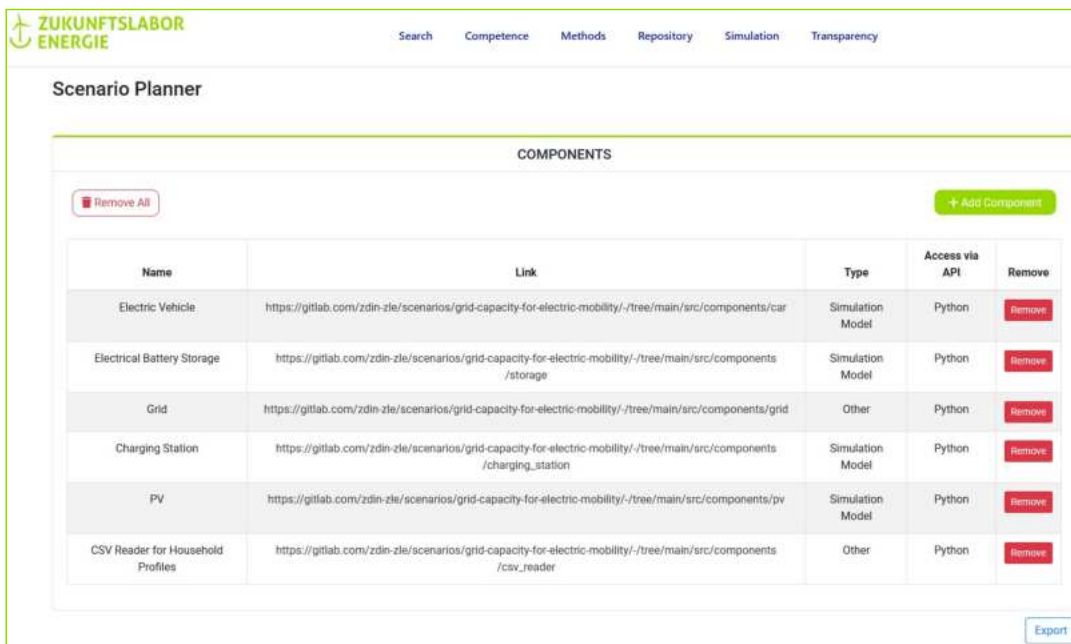 ZUKUNFTSLABOR
ENERGIE
Search Competence Methods Repository Simulation Transparency
Scenario Planner
COMPONENTS
Remove All + Add Component
Name Link Type Access via API Remove
Electric Vehicle https://gitlab.com/zdin-zle/scenarios/grid-capacity-for-electric-mobility/-/tree/main/src/components/car Simulation Model Python Remove
Electrical Battery Storage https://gitlab.com/zdin-zle/scenarios/grid-capacity-for-electric-mobility/-/tree/main/src/components/storage Simulation Model Python Remove
Grid https://gitlab.com/zdin-zle/scenarios/grid-capacity-for-electric-mobility/-/tree/main/src/components/grid Other Python Remove
Charging Station https://gitlab.com/zdin-zle/scenarios/grid-capacity-for-electric-mobility/-/tree/main/src/components/charging_station Simulation Model Python Remove
PV https://gitlab.com/zdin-zle/scenarios/grid-capacity-for-electric-mobility/-/tree/main/src/components/pv Simulation Model Python Remove
CSV Reader for Household Profiles https://gitlab.com/zdin-zle/scenarios/grid-capacity-for-electric-mobility/-/tree/main/src/components/csv_reader Other Python Remove
Export